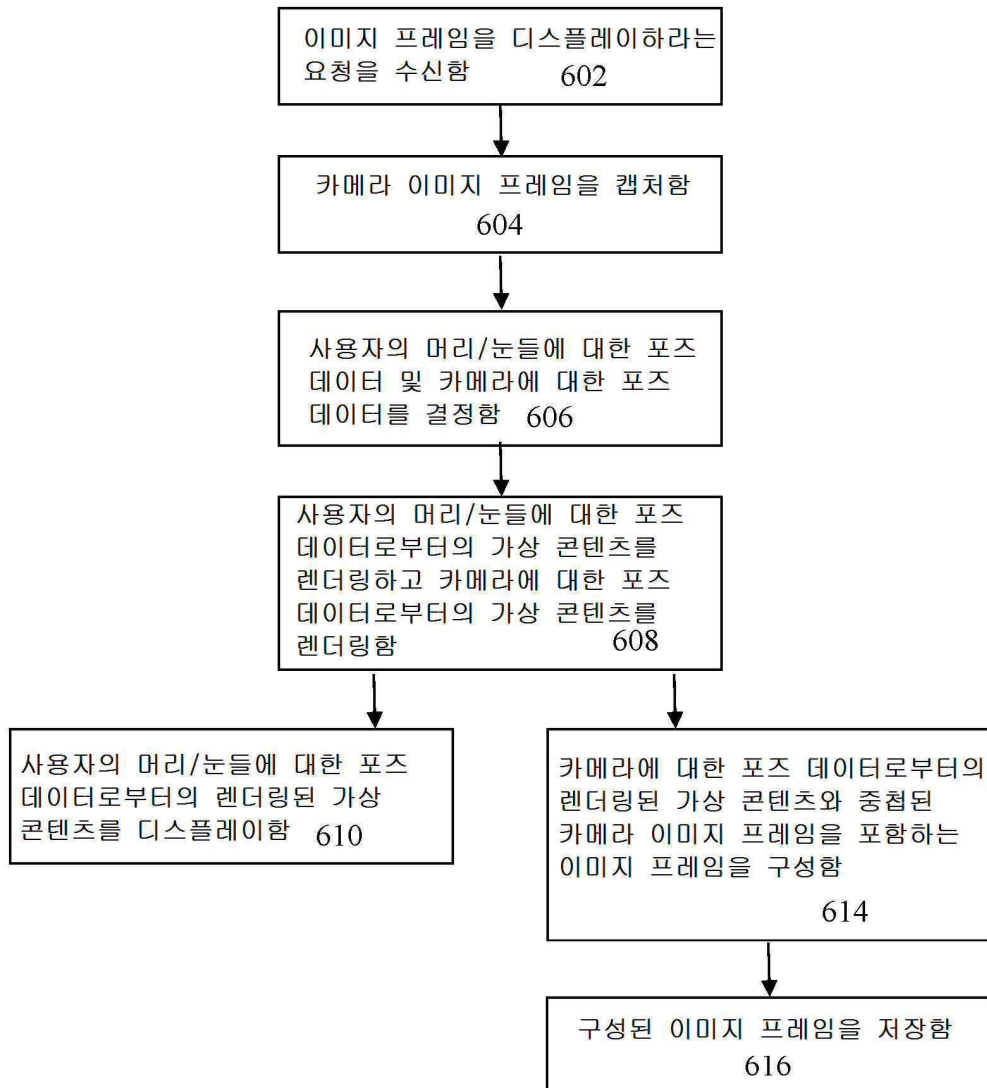 이미지 프레임을 디스플레이하라는
요청을 수신함 602
카메라 이미지 프레임을 캡처함
604
사용자의 머리/눈들에 대한 포즈
데이터 및 카메라에 대한 포즈
데이터를 결정함 606
사용자의 머리/눈들에 대한 포즈
데이터로부터의 가상 콘텐츠를
렌더링하고 카메라에 대한 포즈
데이터로부터의 가상 콘텐츠를
렌더링함 608
사용자의 머리/눈들에 대한 포즈
데이터로부터의 렌더링된 가상
콘텐츠를 디스플레이함 610
카메라에 대한 포즈 데이터로부터의
렌더링된 가상 콘텐츠와 중첩된
카메라 이미지 프레임을 포함하는
이미지 프레임을 구성함
614
구성된 이미지 프레임을 저장함
616